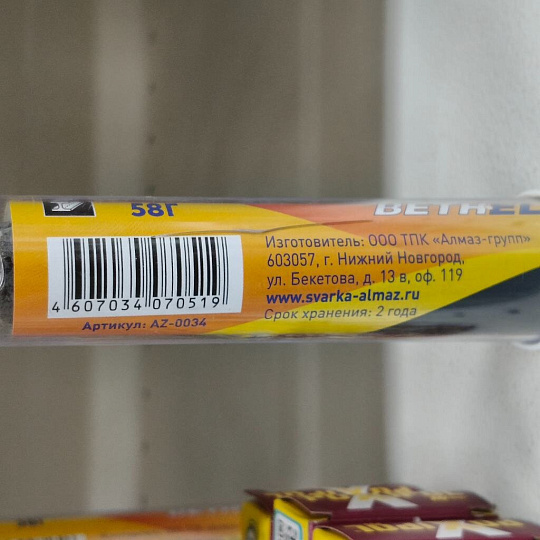 58Г
BETHEL
Изготовитель: ООО ТПК «Алмаз-групп»
603057, г. Нижний Новгород,
ул. Бекетова, д. 13 в, оф. 119
www.svarka-almaz.ru
Срок хранения: 2 года
4 607034 070519
Артикул: AZ-0034